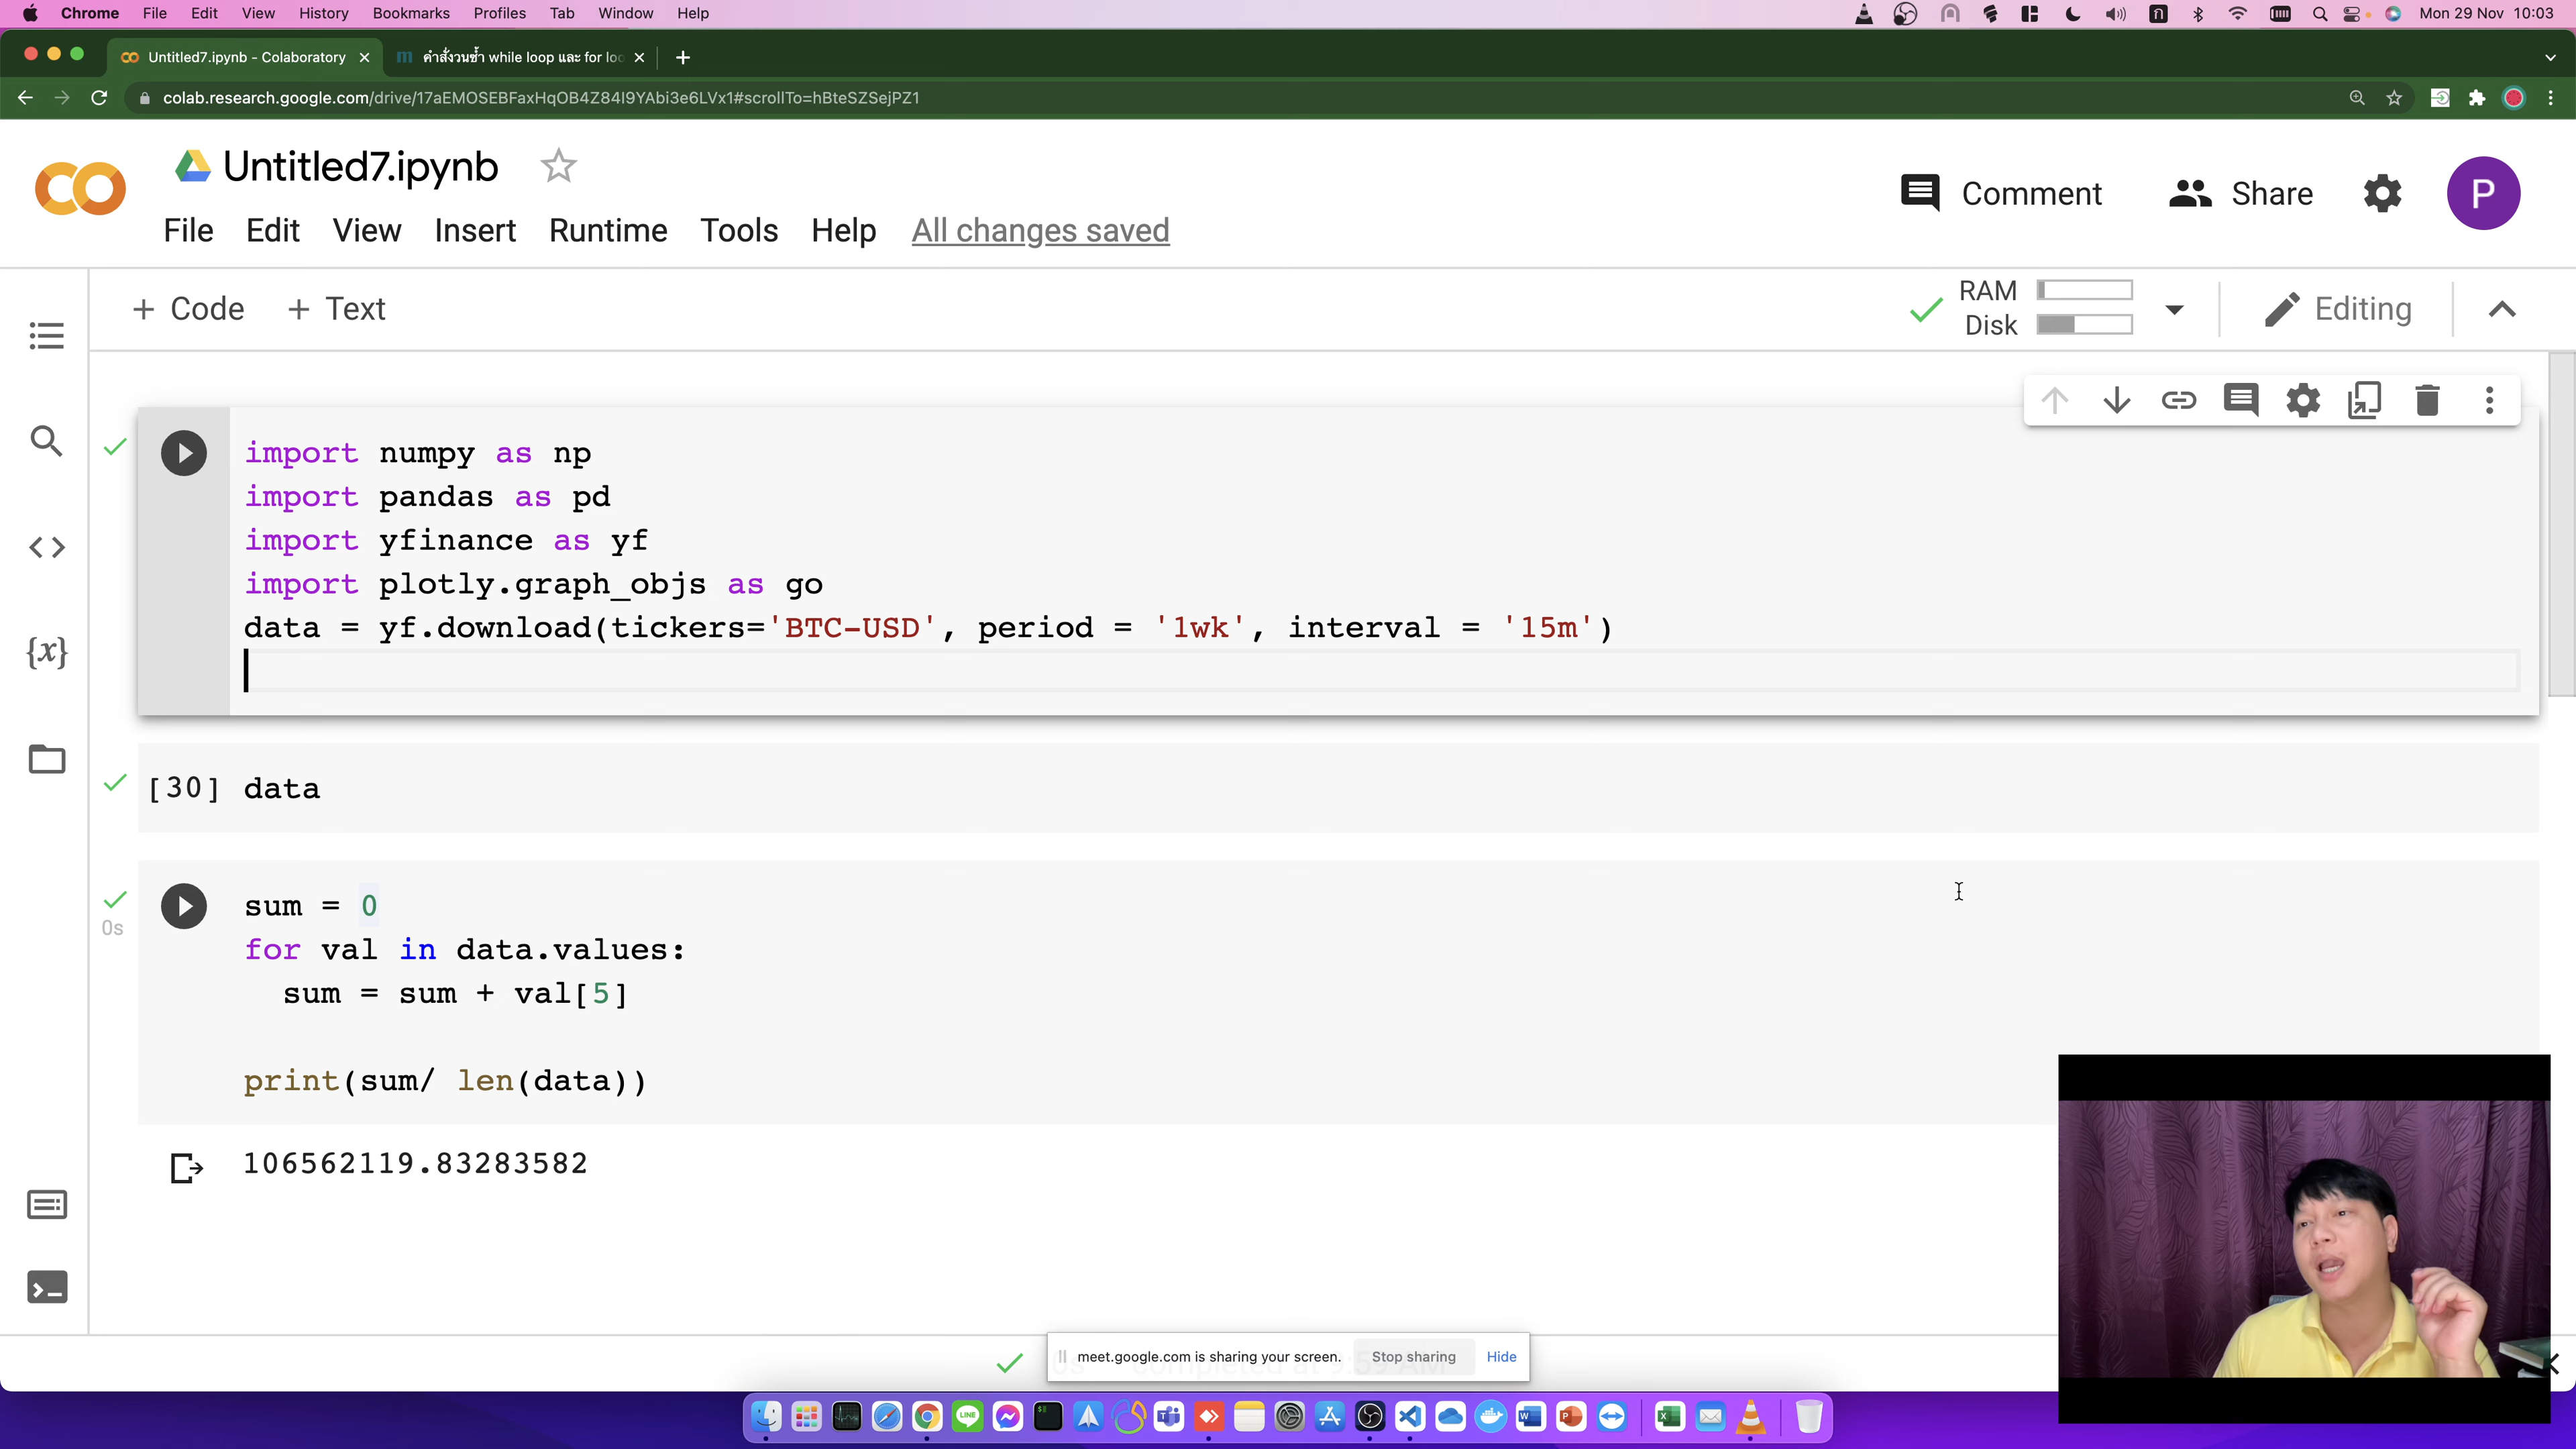 Chrome File Edit View History Bookmarks Profiles Tab Window Help
Mon 29 Nov 10:03
Untitled7.ipynb - Colaboratory
คำสั่งวนซ้ำ while loop และ for loo
colab.research.google.com/drive/17aEMOSEBFaxHqOB4Z84I9YAbi3e6LVx1#scrollTo=hBteSZSejPZ1
Untitled7.ipynb
Comment
Share
P
File Edit View Insert Runtime Tools Help All changes saved
+ Code + Text
RAM
Disk
Editing
import numpy as np
import pandas as pd
import yfinance as yf
import plotly.graph_objs as go
data = yf.download(tickers='BTC-USD', period = '1wk', interval = '15m')
[30] data
0s
sum = 0
for val in data.values:
sum = sum + val[5]
print(sum/ len(data))
106562119.83283582
meet.google.com is sharing your screen. Stop sharing Hide
LINE